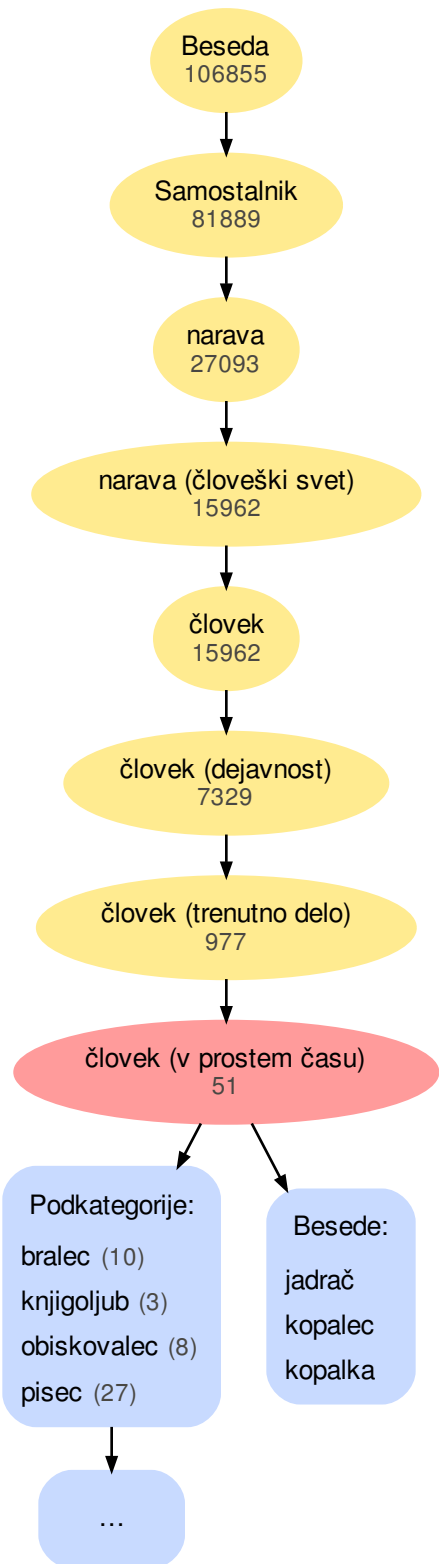 Beseda
106855
Samostalnik
81889
narava
27093
narava (človeški svet)
15962
človek
15962
človek (dejavnost)
7329
človek (trenutno delo)
977
človek (v prostem času)
51
Podkategorije:
bralec (10)
knjigoljub (3)
obiskovalec (8)
pisec (27)
Besede:
jadrač
kopalec
kopalka
…